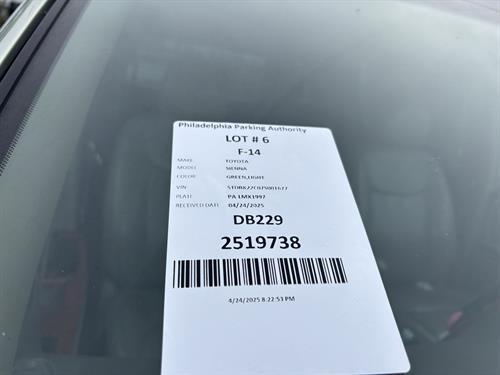 Philadelphia Parking Authority
LOT # 6
F-14
MAKE TOYOTA
MODEL SIENNA
COLOR GREEN,LIGHT
VIN
PLATE PA LMX1997
RECEIVED DATE 04/24/2025
DB229
2519738
4/24/2025 8:22:53 PM